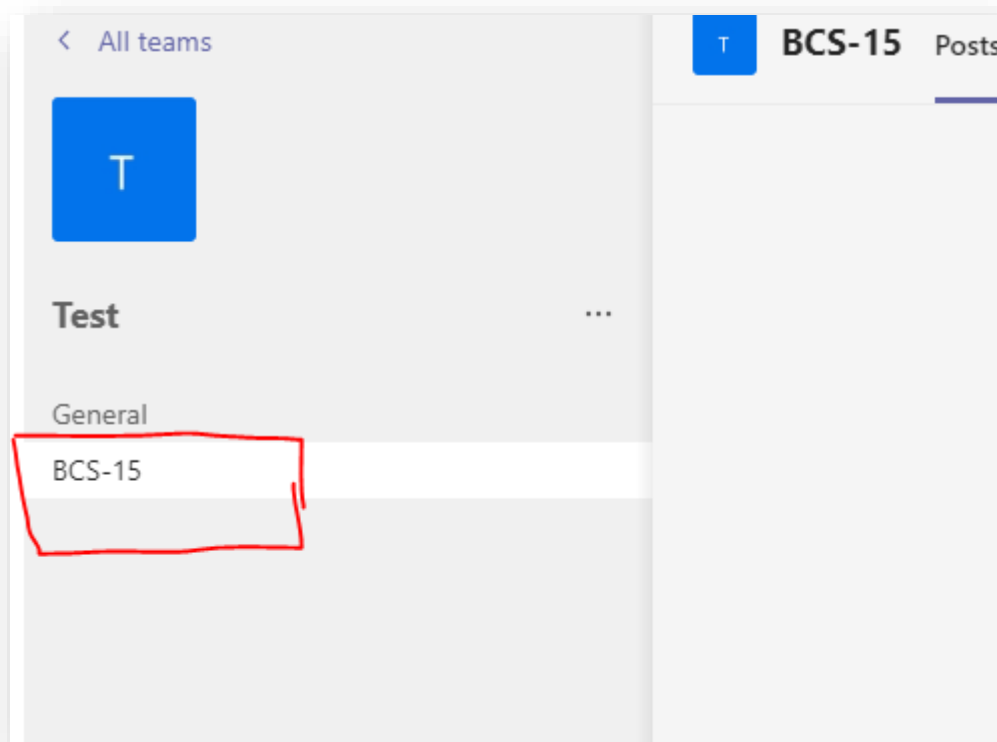 All teams
T
Test
...
General
BCS-15
T
BCS-15 Posts